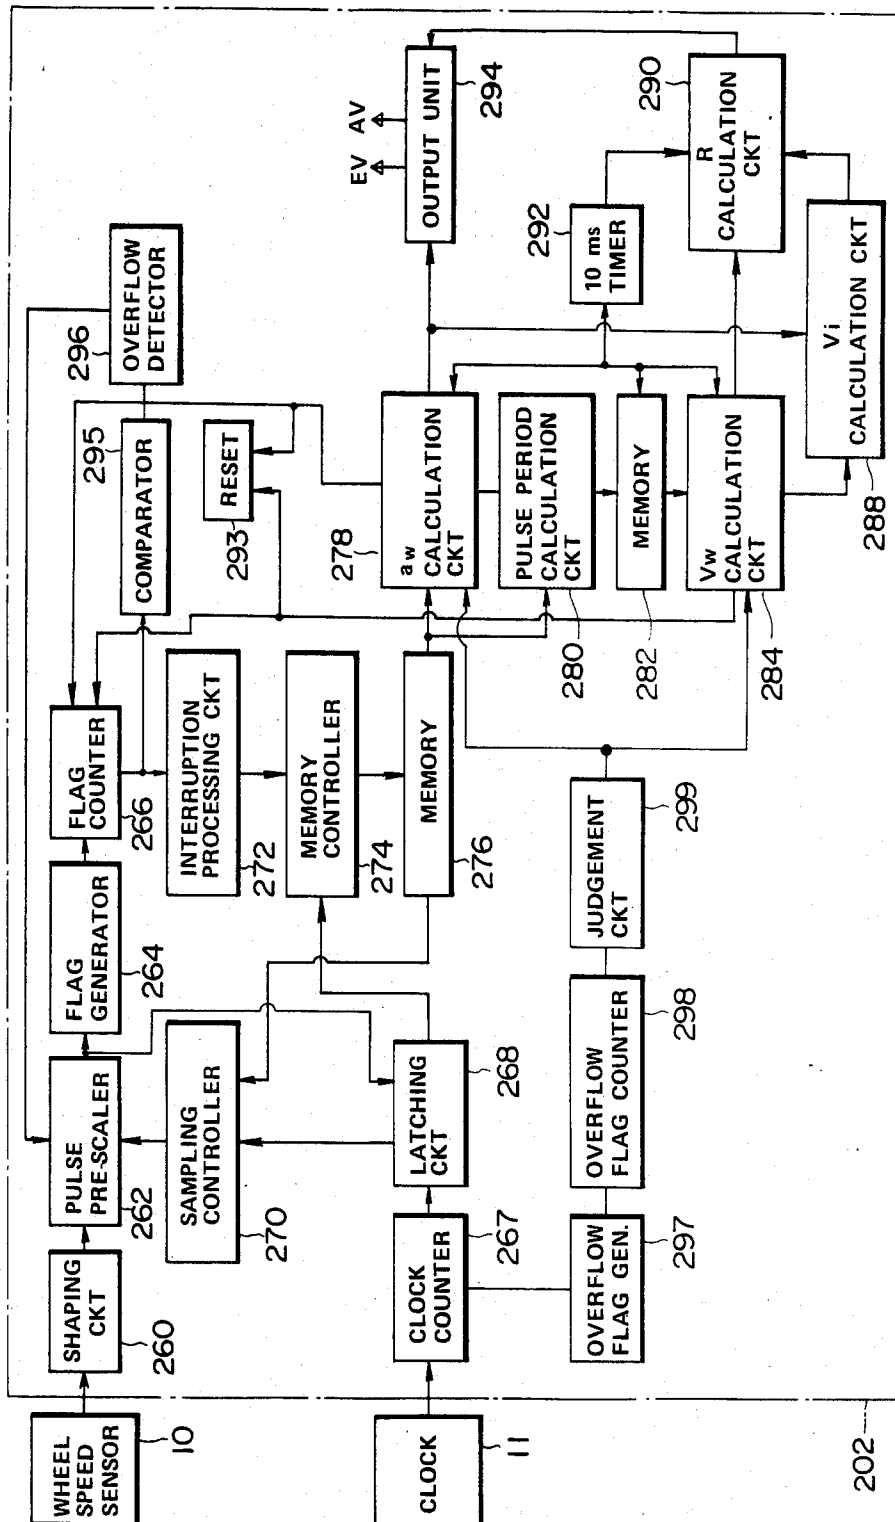 WHEEL
SPEED
SENSOR
10
SHAPING
CKT
260
PULSE
PRE-SCALER
262
FLAG
GENERATOR
264
FLAG
COUNTER
266
COMPARATOR
295
OVERFLOW
DETECTOR
296
SAMPLING
CONTROLLER
270
INTERRUPTION
PROCESSING CKT
272
RESET
293
MEMORY
CONTROLLER
274
CLOCK
11
CLOCK
COUNTER
267
LATCHING
CKT
268
MEMORY
276
aw
CALCULATION
CKT
278
EV
AV
OUTPUT UNIT
294
PULSE PERIOD
CALCULATION
CKT
280
10 ms
TIMER
292
MEMORY
282
OVERFLOW
FLAG GEN.
297
OVERFLOW
FLAG COUNTER
298
JUDGEMENT
CKT
299
Vw
CALCULATION
CKT
284
R
CALCULATION
CKT
290
Vi
CALCULATION CKT
288
202